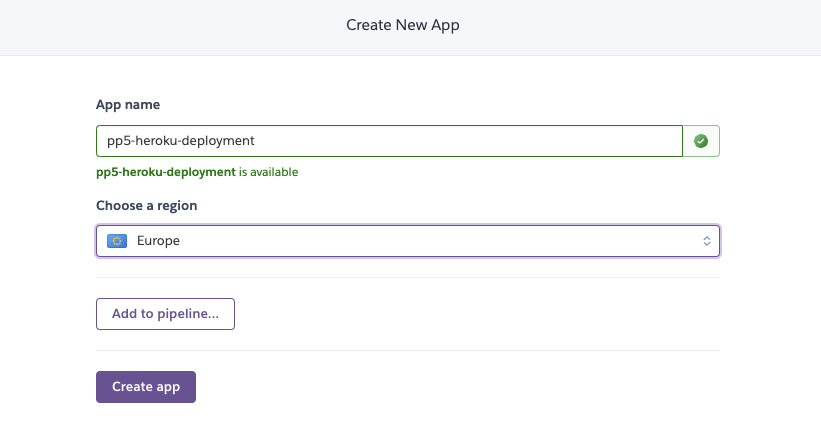 Create New App
App name
pp5-heroku-deployment
pp5-heroku-deployment is available
Choose a region
Europe
Add to pipeline...
Create app